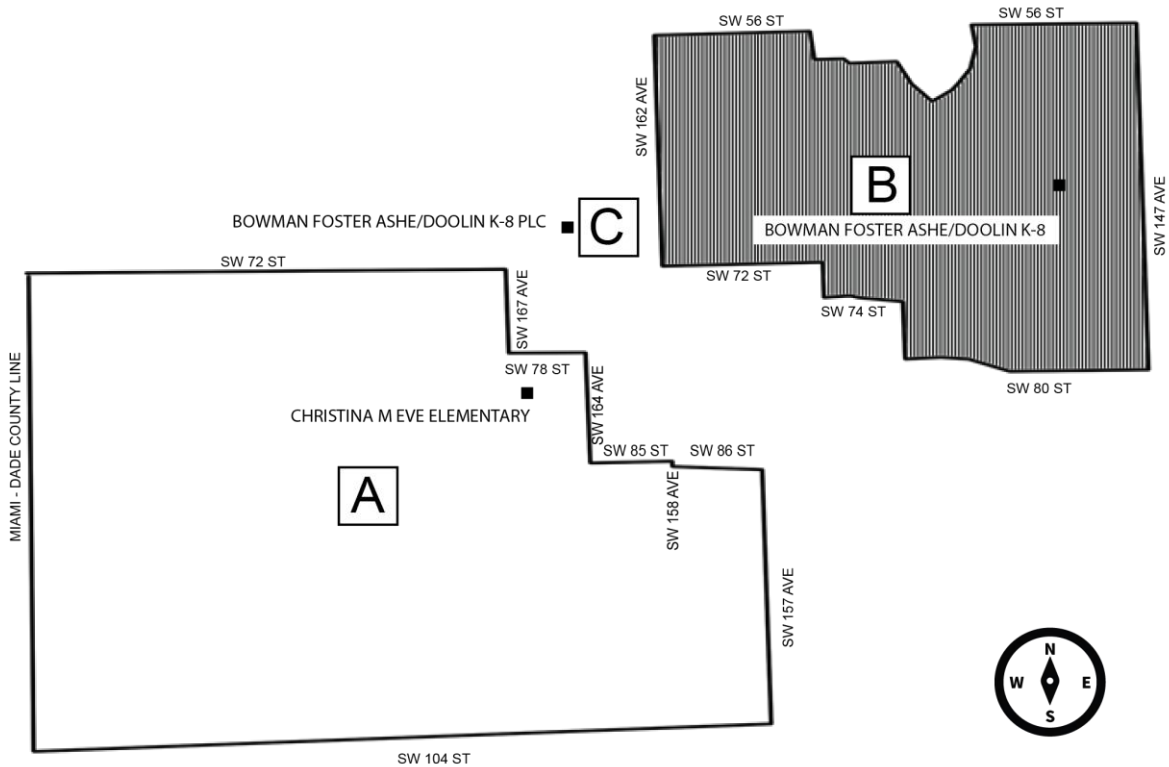 SW 56 ST
SW 56 ST
SW 162 AVE
B
BOWMAN FOSTER ASHE/DOOLIN K-8
SW 147 AVE
BOWMAN FOSTER ASHE/DOOLIN K-8 PLC
C
SW 72 ST
SW 72 ST
SW 74 ST
SW 80 ST
SW 167 AVE
SW 78 ST
CHRISTINA M EVE ELEMENTARY
SW 164 AVE
MIAMI - DADE COUNTY LINE
A
SW 85 ST
SW 86 ST
SW 158 AVE
SW 157 AVE
SW 104 ST
N
W
E
S